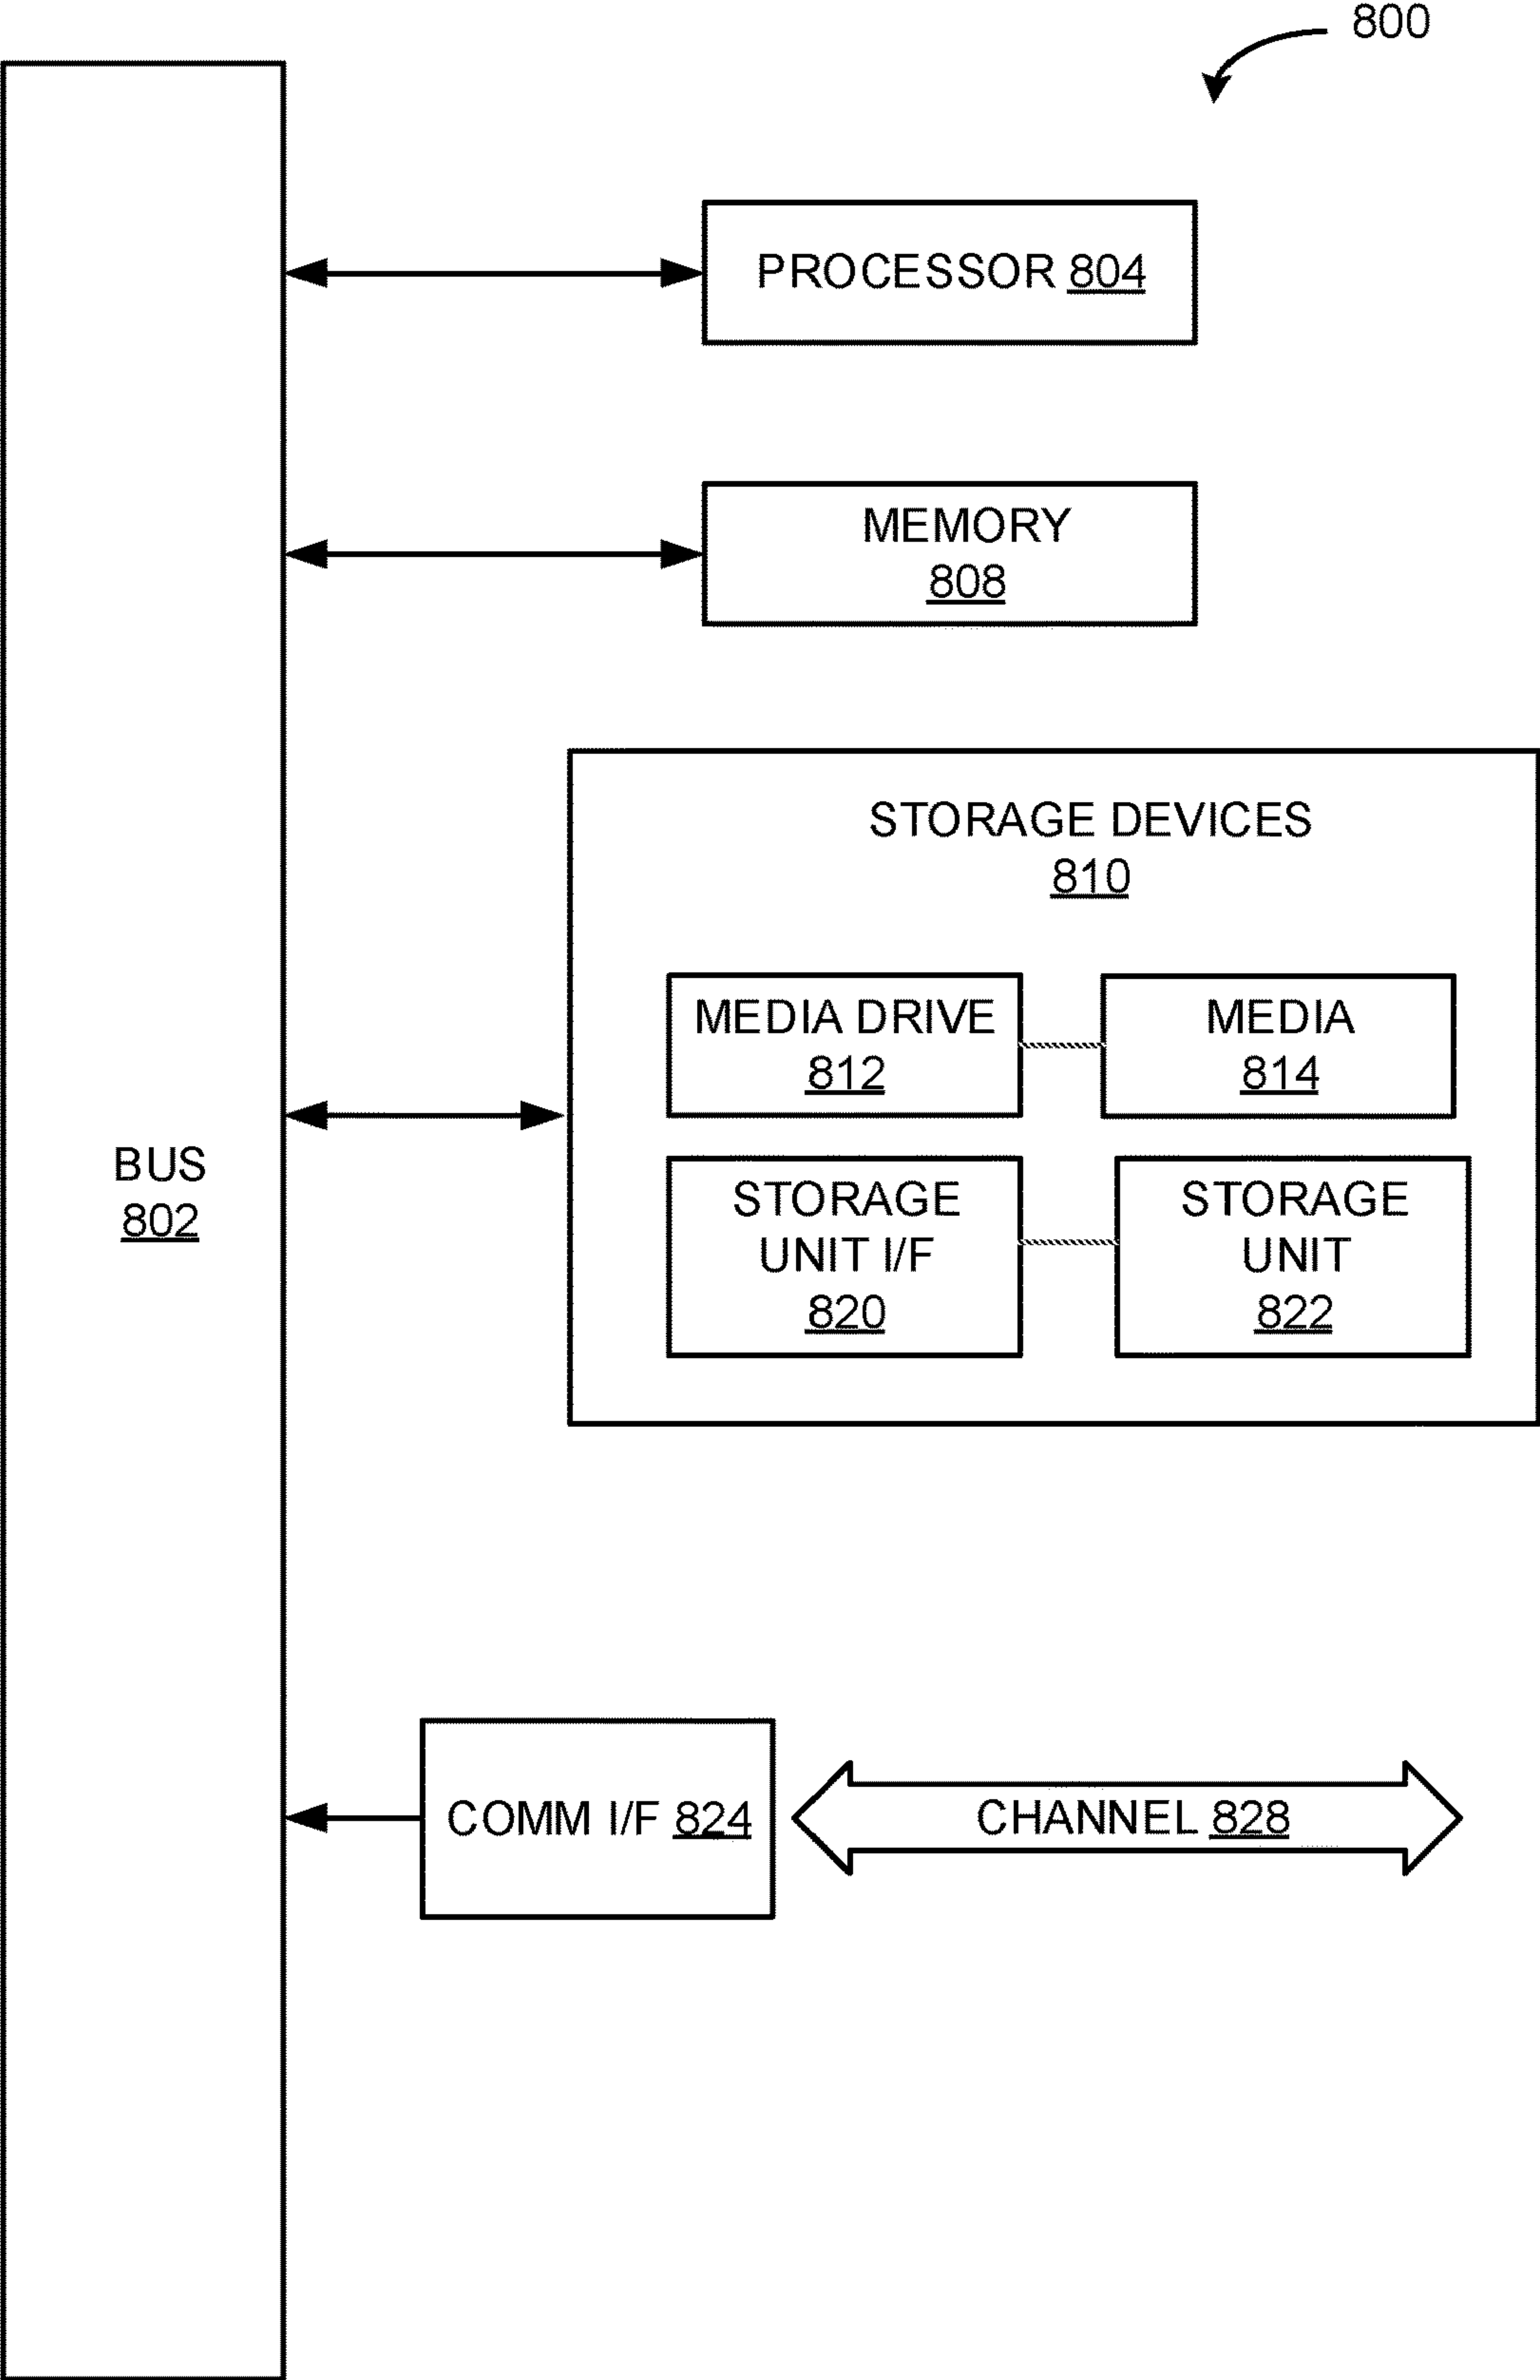 800
PROCESSOR 804
MEMORY
808
STORAGE DEVICES
810
MEDIA DRIVE
812
MEDIA
814
BUS
802
STORAGE
UNIT I/F
820
STORAGE
UNIT
822
COMM I/F 824
CHANNEL 828